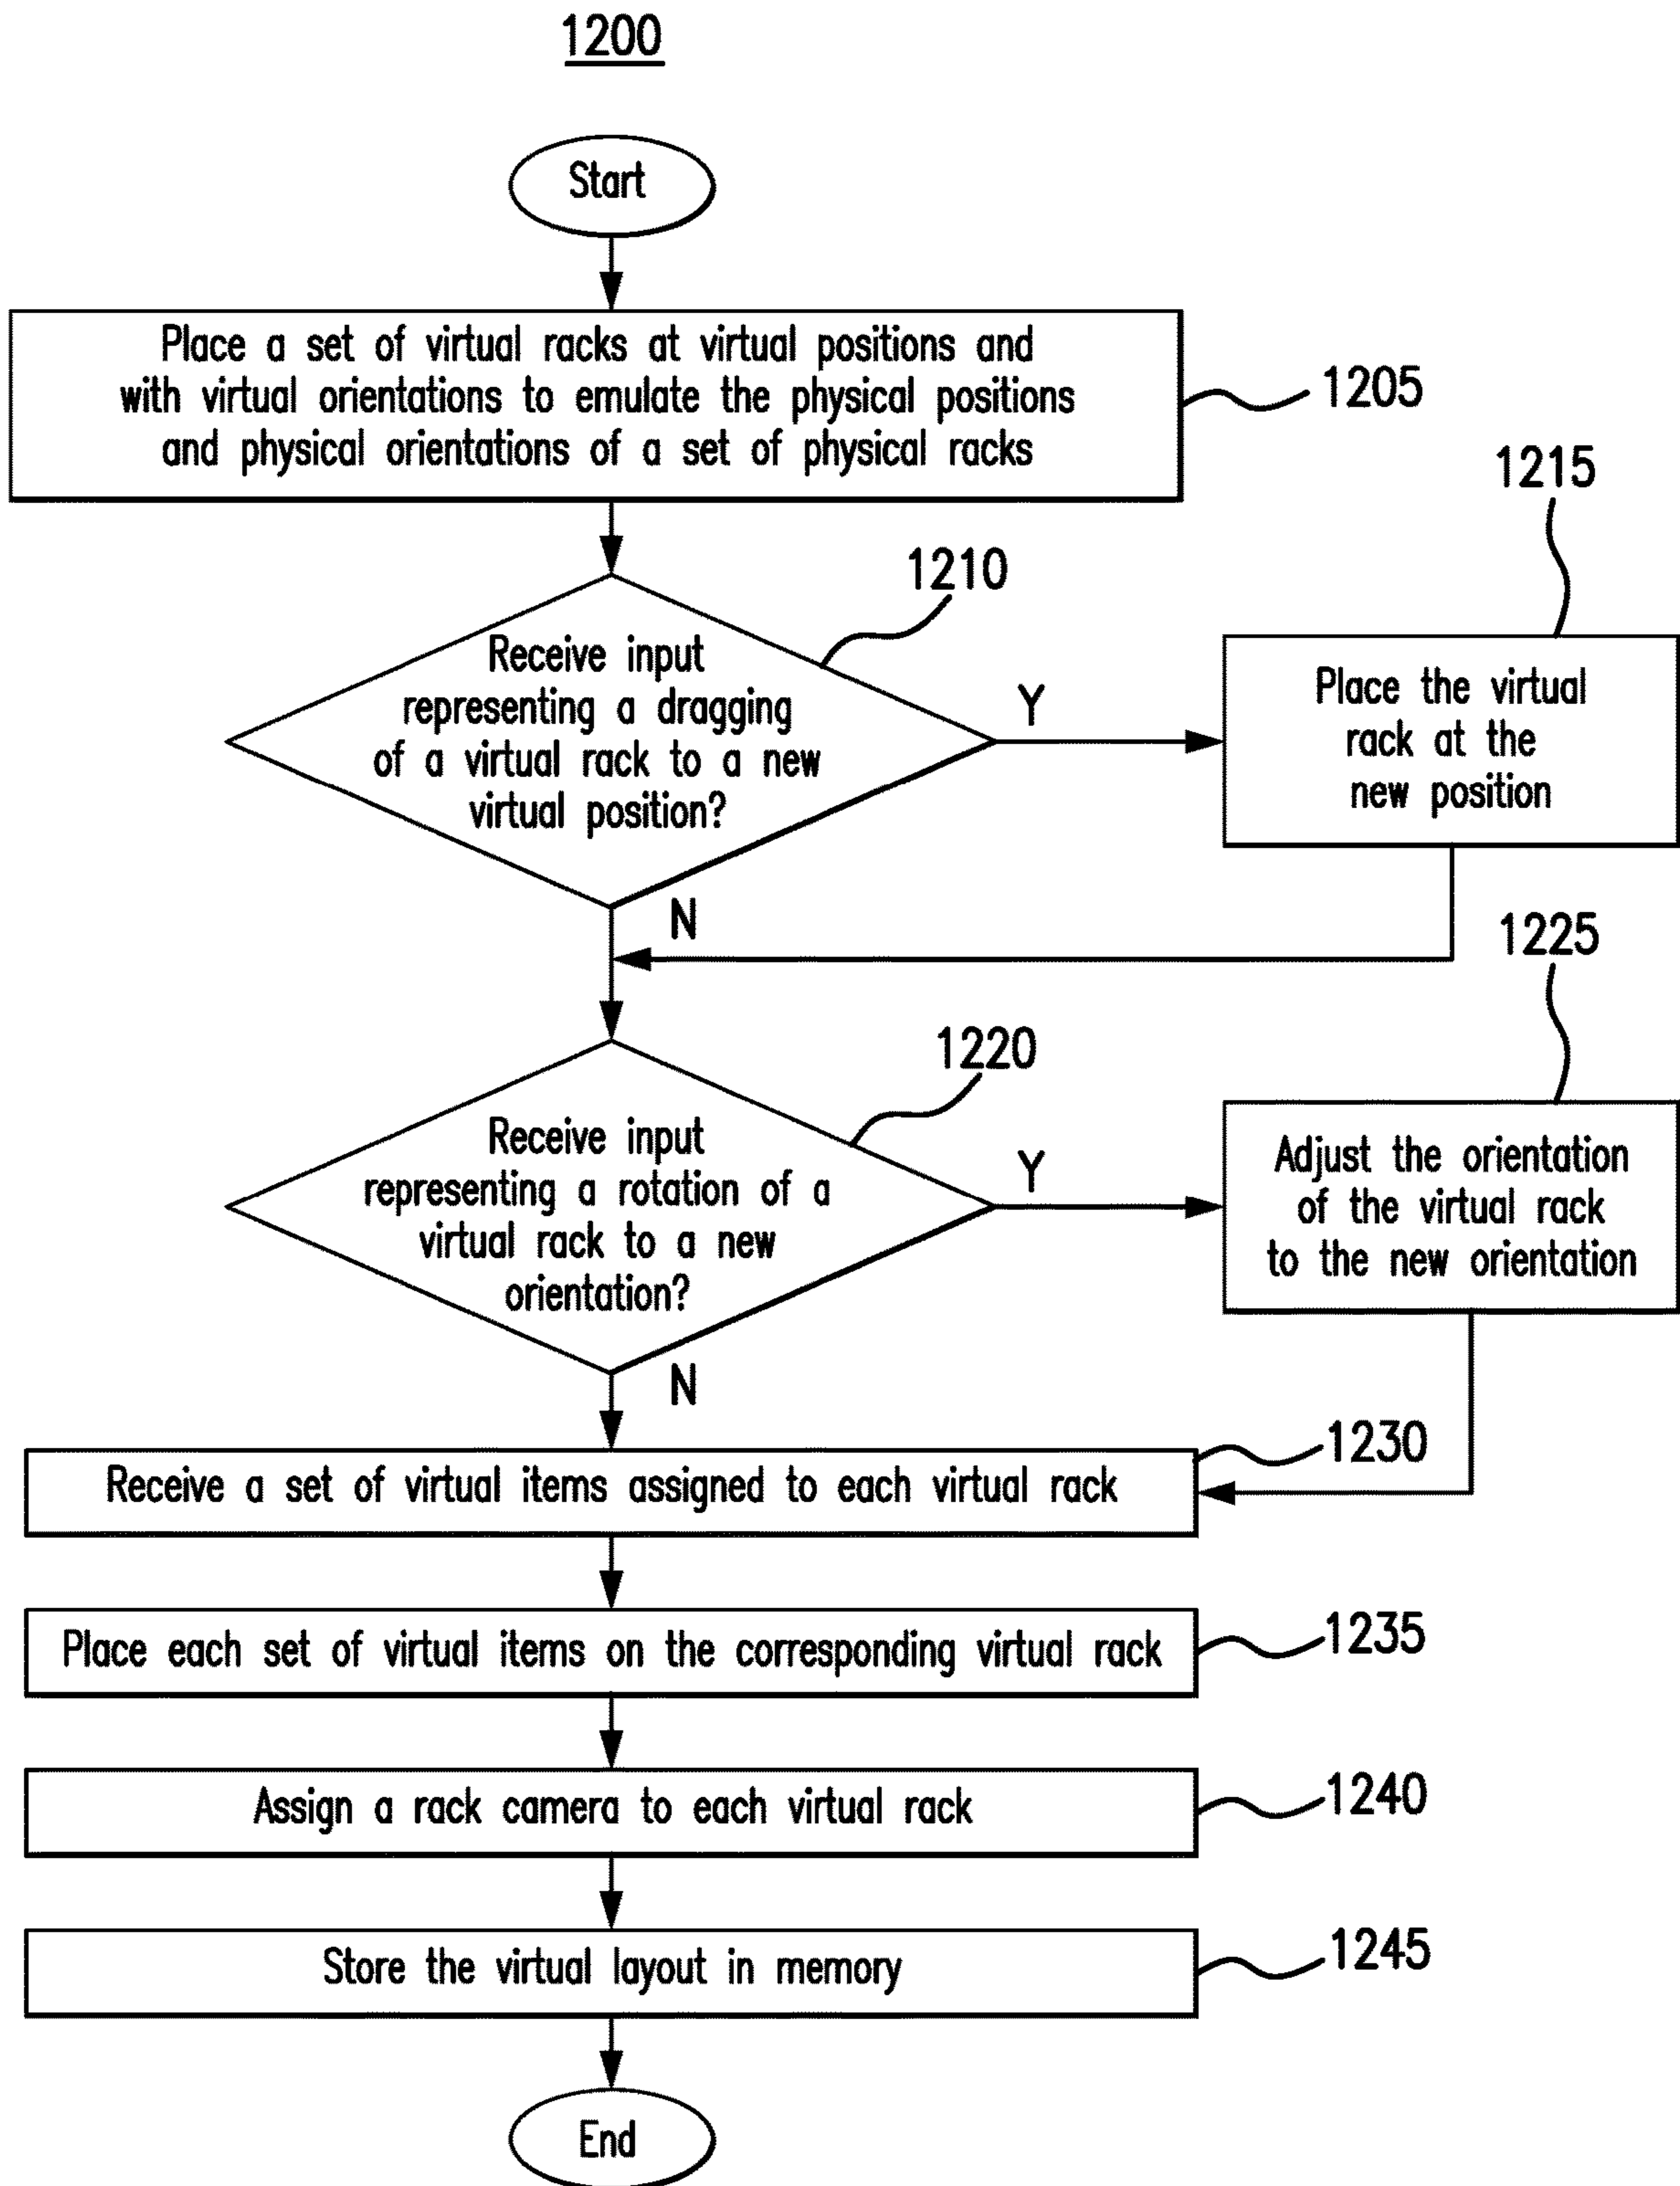 1200
Start
Place a set of virtual racks at virtual positions and
with virtual orientations to emulate the physical positions
and physical orientations of a set of physical racks
1205
1210
Receive input
representing a dragging
of a virtual rack to a new
virtual position?
Y
N
1215
Place the virtual
rack at the
new position
1220
Receive input
representing a rotation of a
virtual rack to a new
orientation?
Y
N
1225
Adjust the orientation
of the virtual rack
to the new orientation
Receive a set of virtual items assigned to each virtual rack
1230
Place each set of virtual items on the corresponding virtual rack
1235
Assign a rack camera to each virtual rack
1240
Store the virtual layout in memory
1245
End